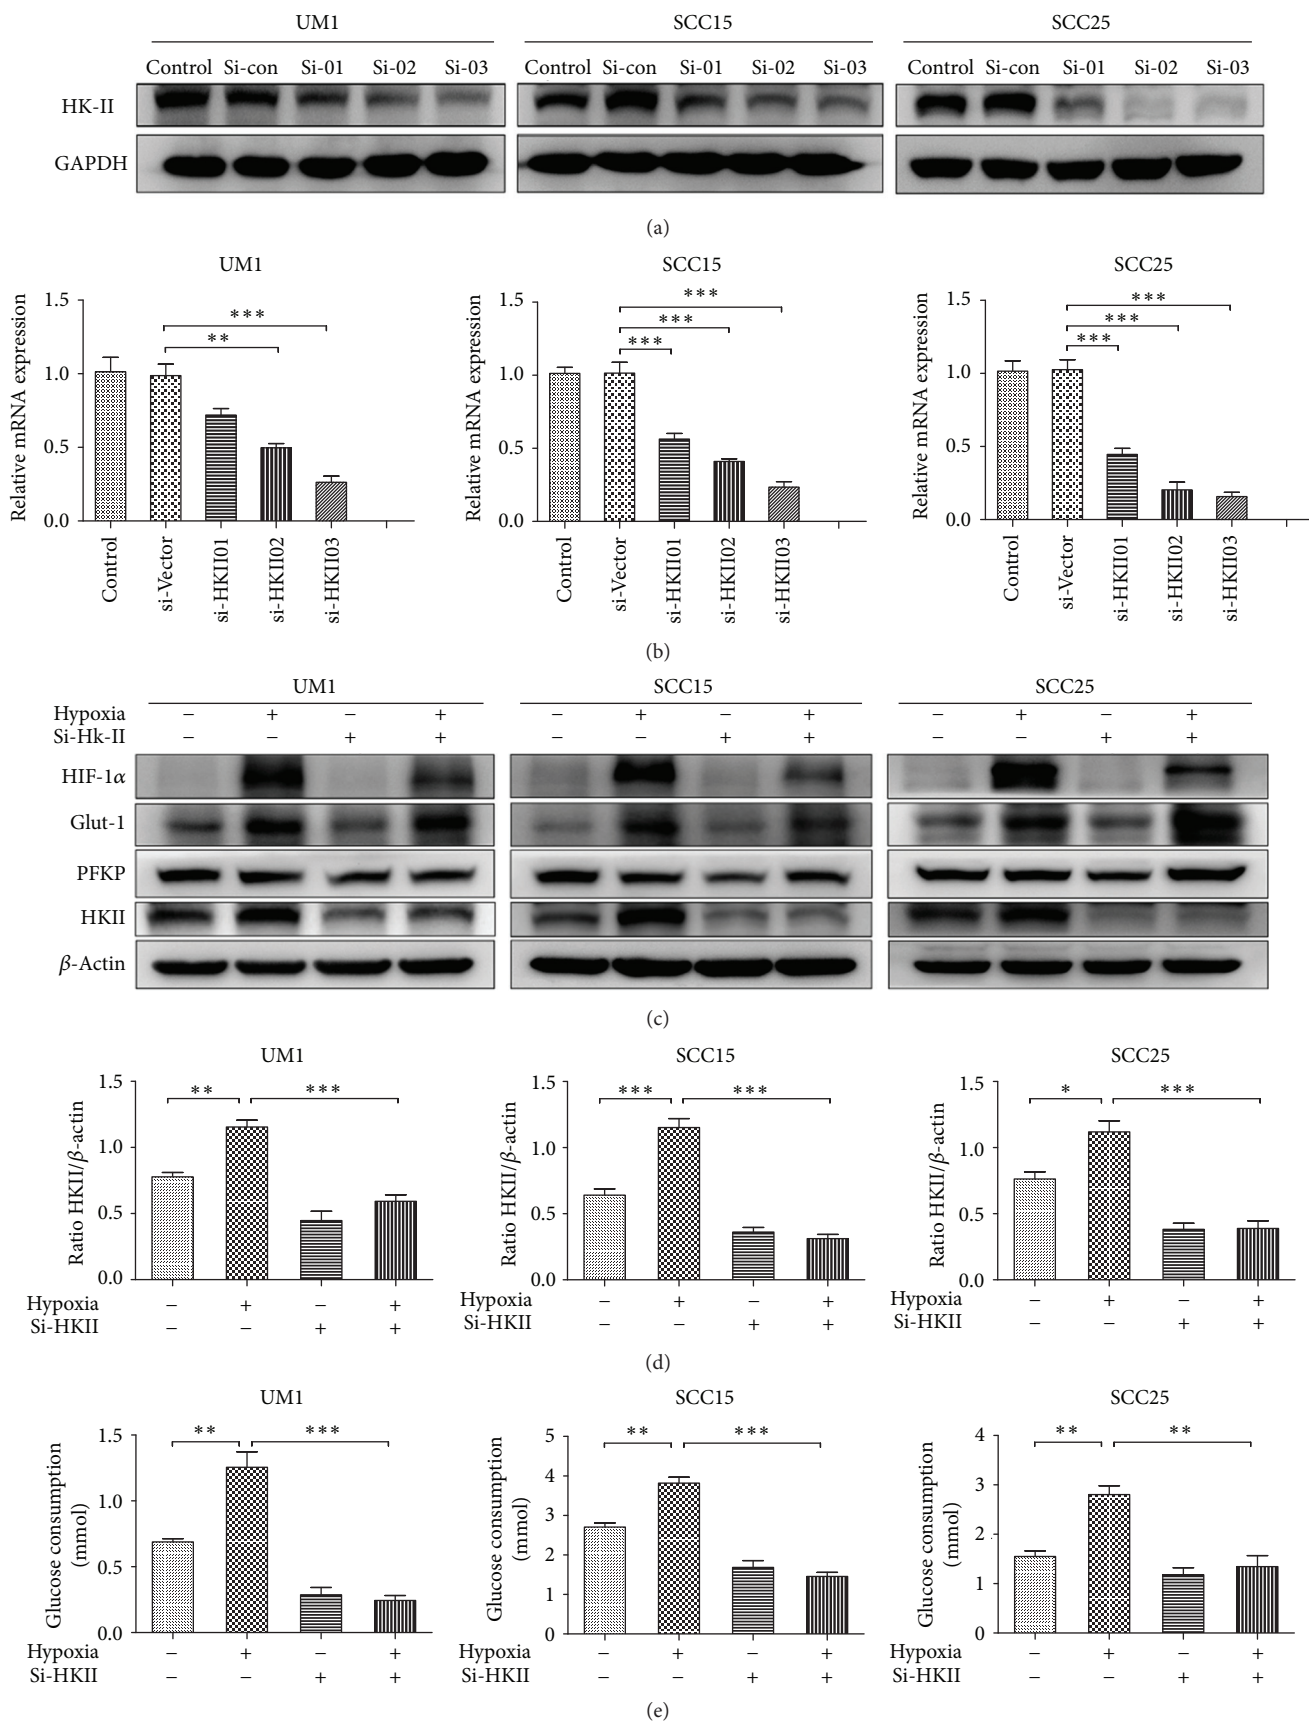 UM1 SCC15 SCC25
Control Si-con Si-01 Si-02 Si-03 Control Si-con Si-01 Si-02 Si-03 Control Si-con Si-01 Si-02 Si-03
HK-II
GAPDH
(a)
UM1 SCC15 SCC25
Relative mRNA expression
1.5
1.0
0.5
0.0
***
**
Control
si-Vector
si-HKII01
si-HKII02
si-HKII03
Relative mRNA expression
1.5
1.0
0.5
0.0
***
***
***
Control
si-Vector
si-HKII01
si-HKII02
si-HKII03
Relative mRNA expression
1.5
1.0
0.5
0.0
***
***
***
Control
si-Vector
si-HKII01
si-HKII02
si-HKII03
(b)
UM1 SCC15 SCC25
Hypoxia − + − + − + − + − + − +
Si-Hk-II − − + + − − + + − − + +
HIF-1α
Glut-1
PFKP
HKII
β-Actin
(c)
UM1 SCC15 SCC25
Ratio HKII/β-actin
1.5
1.0
0.5
0.0
** ***
Hypoxia − + − +
Si-HKII − − + +
Ratio HKII/β-actin
1.5
1.0
0.5
0.0
*** ***
Hypoxia − + − +
Si-HKII − − + +
Ratio HKII/β-actin
1.5
1.0
0.5
0.0
* ***
Hypoxia − + − +
Si-HKII − − + +
(d)
UM1 SCC15 SCC25
Glucose consumption
(mmol)
1.5
1.0
0.5
0.0
** ***
Hypoxia − + − +
Si-HKII − − + +
Glucose consumption
(mmol)
5
4
3
2
1
0
** ***
Hypoxia − + − +
Si-HKII − − + +
Glucose consumption
(mmol)
4
3
2
1
0
** **
Hypoxia − + − +
Si-HKII − − + +
(e)